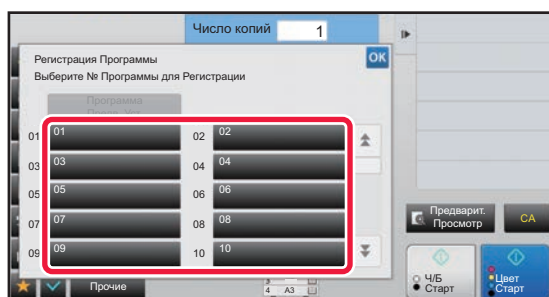 Число копий 1
Регистрация Программы
OK
Выберите № Программы для Регистрации
Программа
01 01 02 02
03 03 04 04
05 05 06 06
07 07 08 08
09 09 10 10
Предварит.
Просмотр
CA
Прочие
4 A3
Ч/Б
Старт
Цвет
Старт